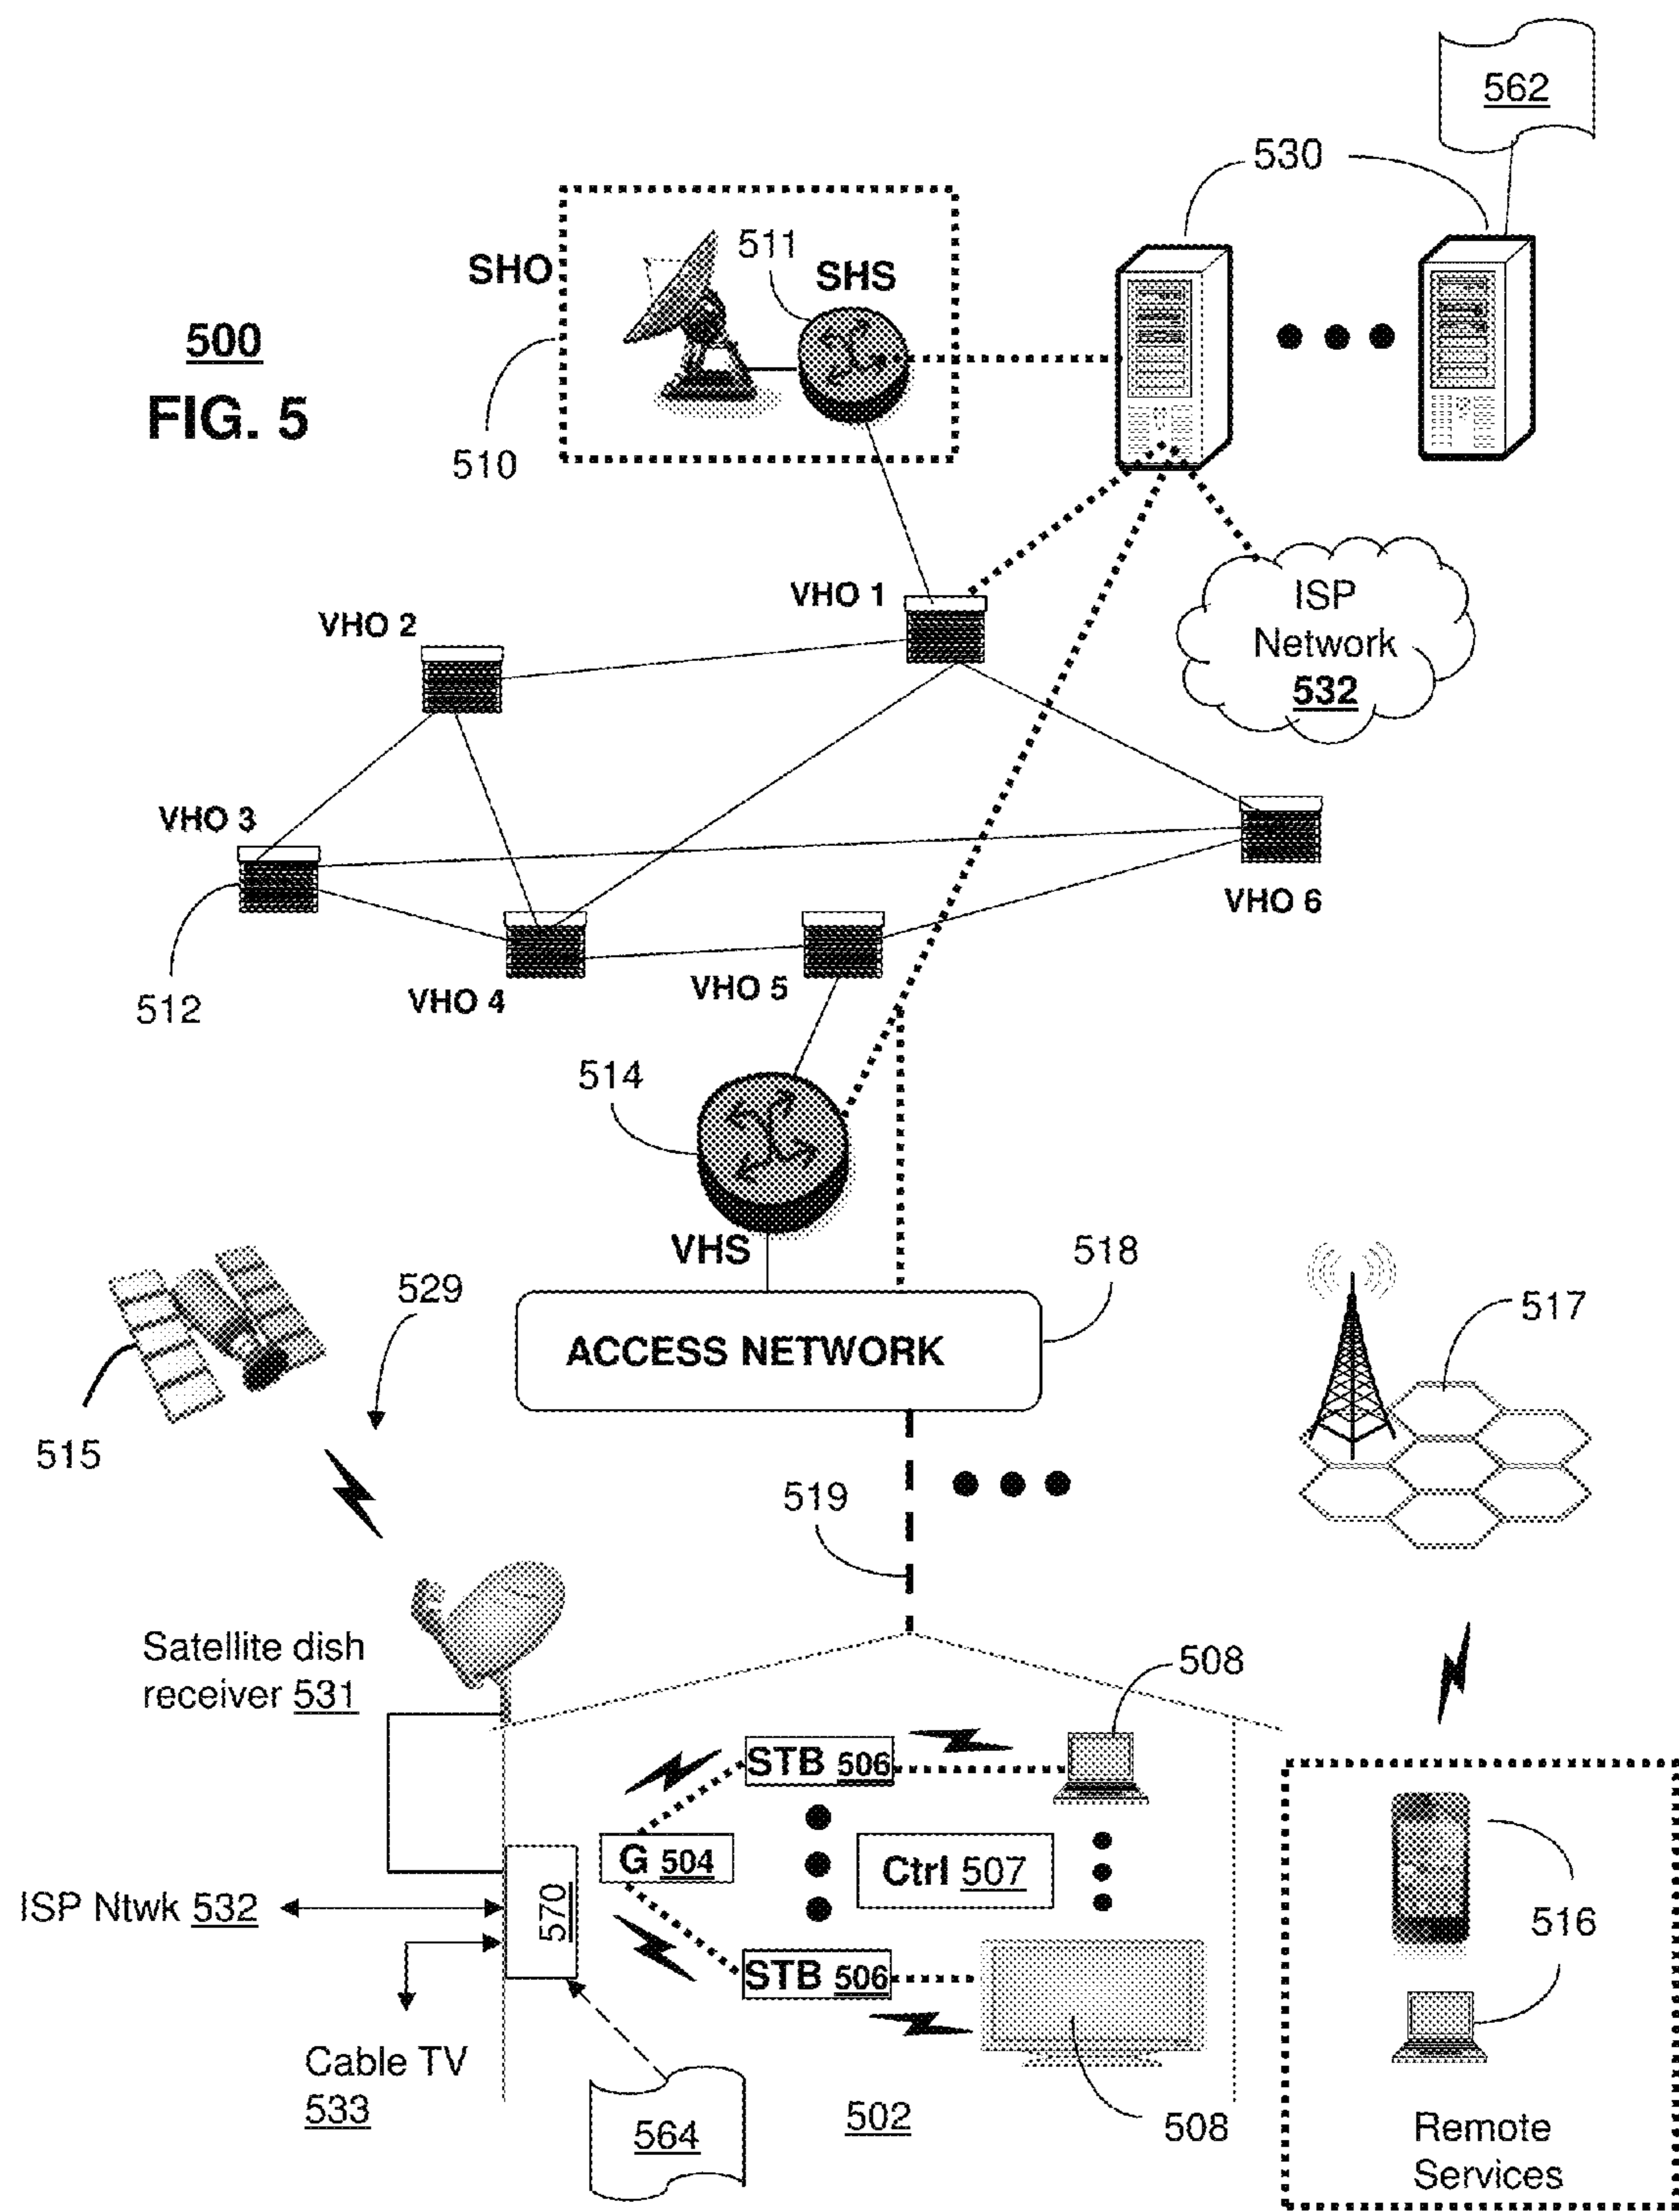 562
530
511
SHO
SHS
500
FIG. 5
510
ISP
Network
532
VHO 1
VHO 2
VHO 3
VHO 6
512
VHO 4
VHO 5
514
VHS
518
529
517
ACCESS NETWORK
515
519
Satellite dish
receiver 531
508
STB 506
G 504
Ctrl 507
570
ISP Ntwk 532
516
STB 506
Cable TV
533
564
502
508
Remote
Services